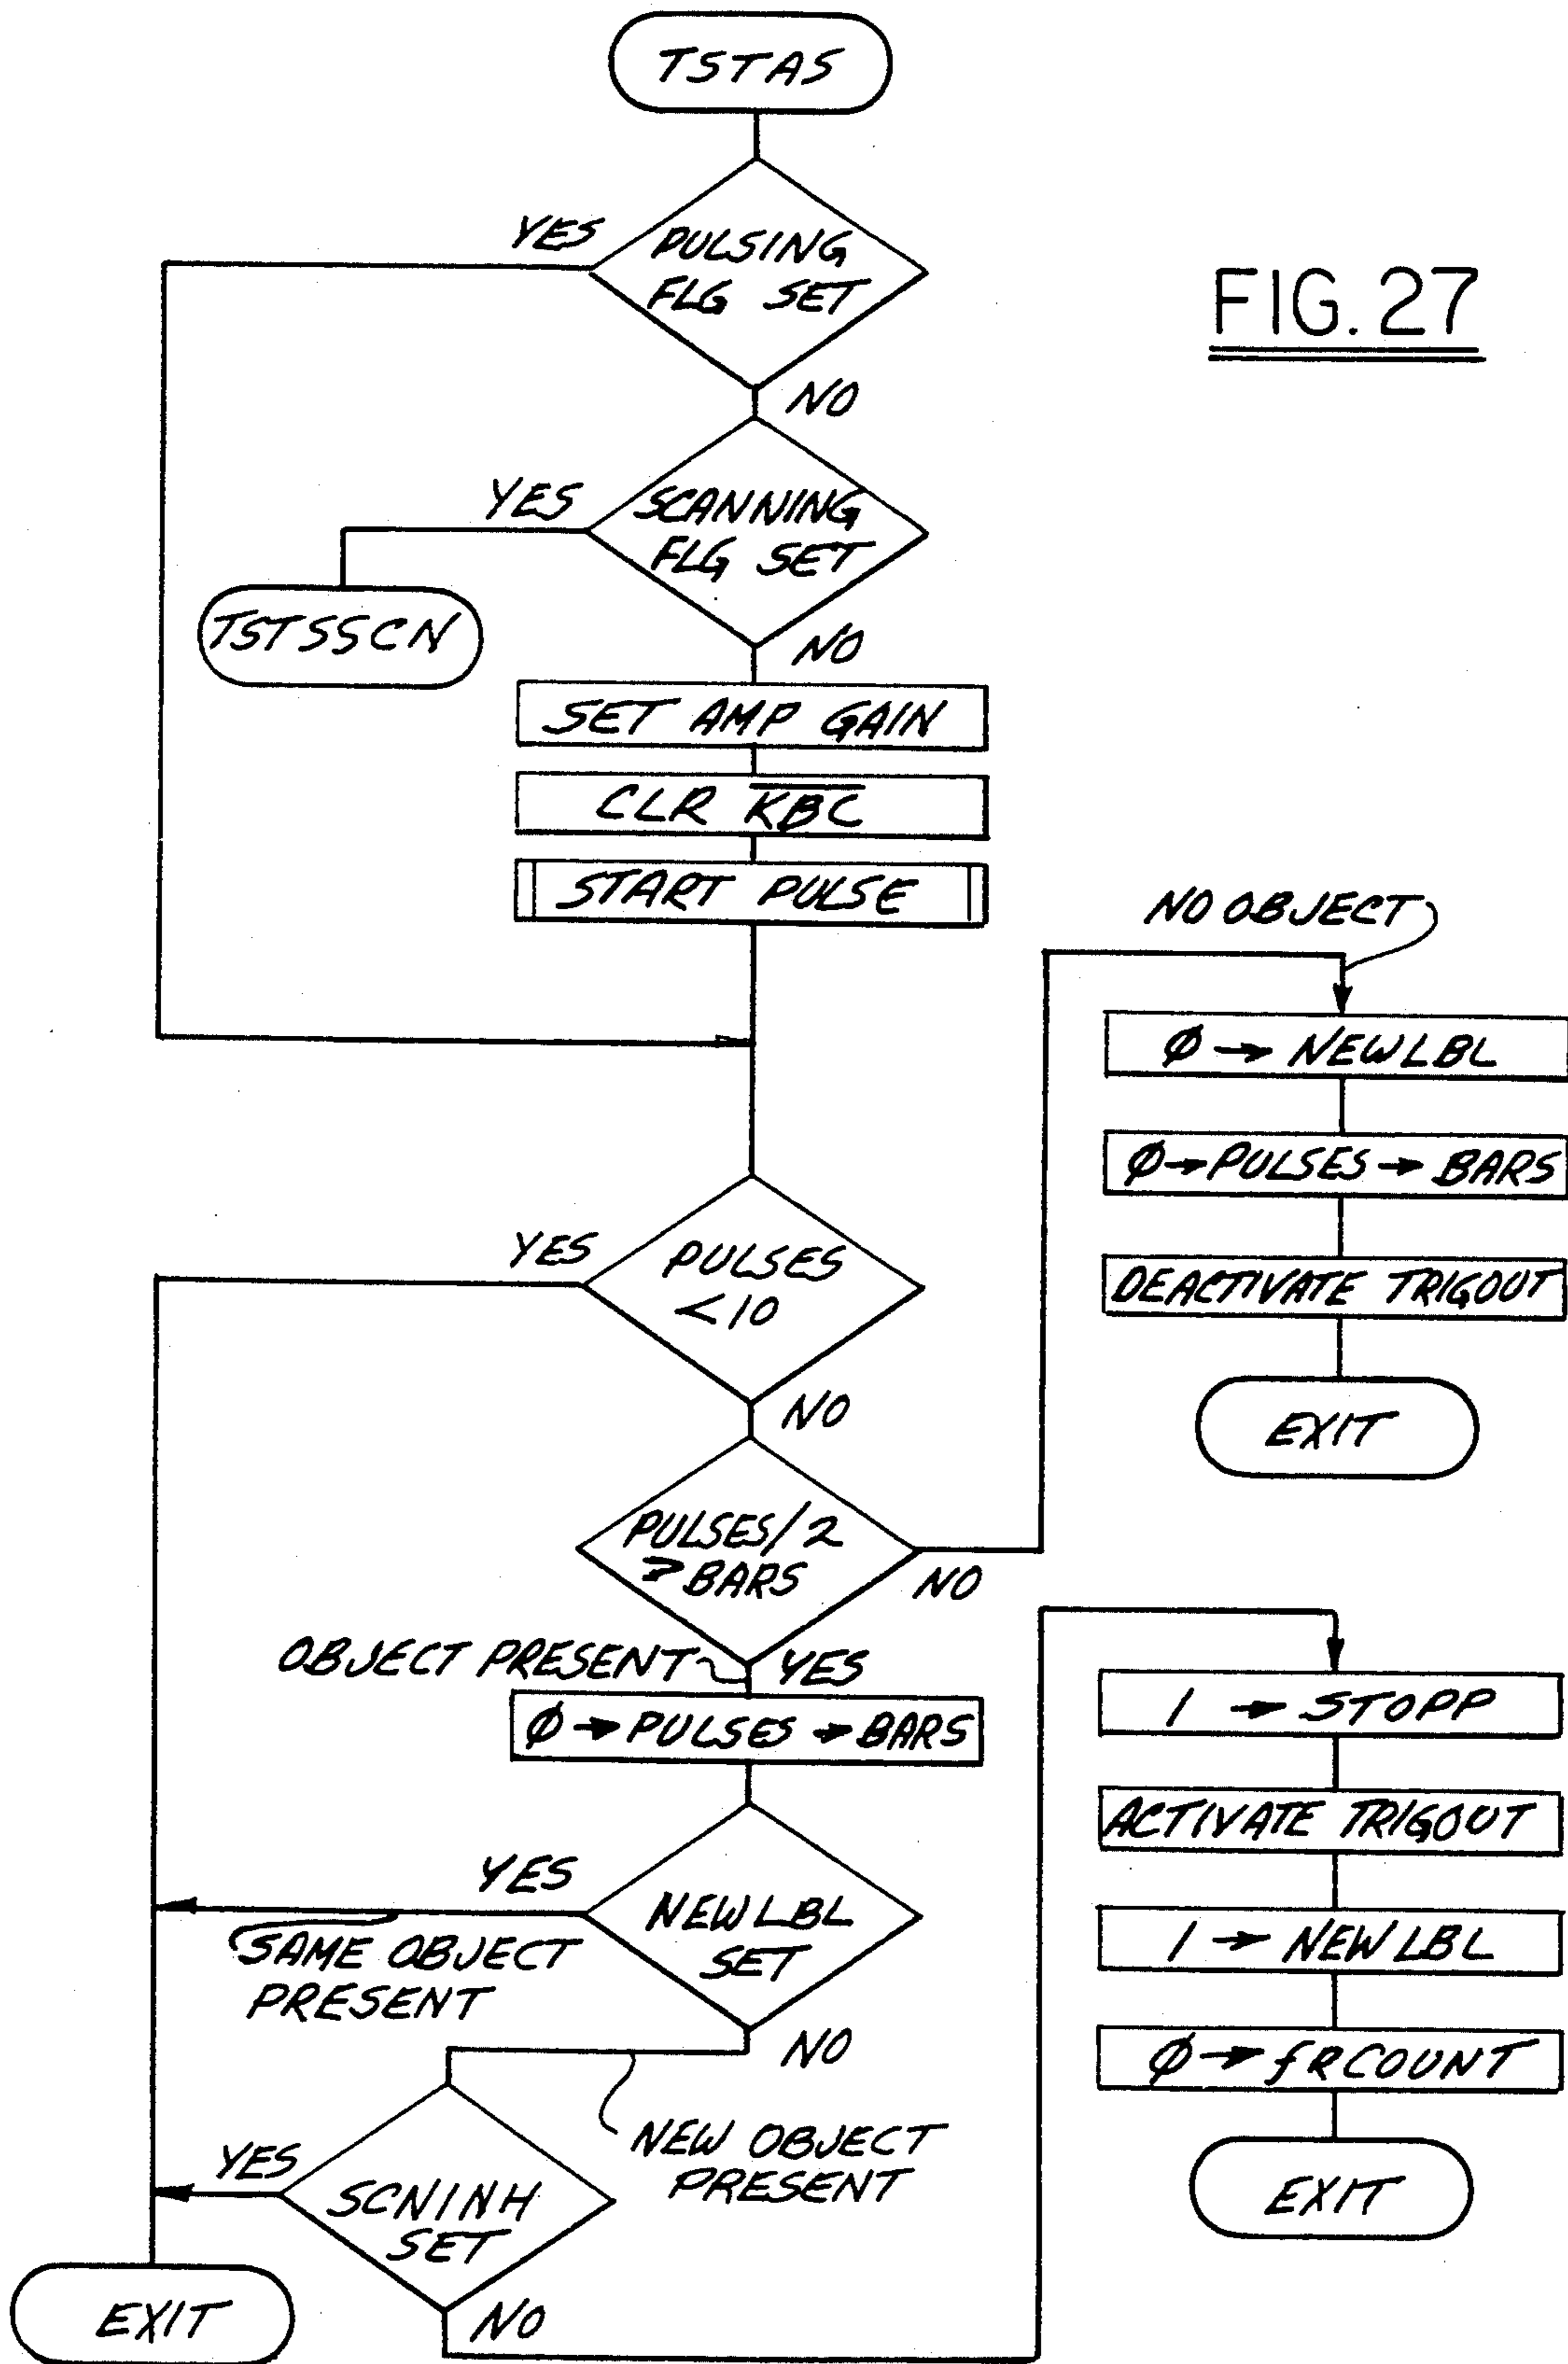 TSTAS
YES
PULSING
FLG SET
FIG. 27
NO
YES
SCANNING
FLG SET
TSTSSCN
NO
SET AMP GAIN
CLR K̅B̅C̅
START PULSE
NO OBJECT
Ø → NEWLBL
Ø → PULSES → BARS
DEACTIVATE TRIGOUT
EXIT
YES
PULSES
< 10
NO
PULSES/2
≥ BARS
NO
OBJECT PRESENT
YES
Ø → PULSES → BARS
1 → STOPP
ACTIVATE TRIGOUT
1 → NEWLBL
Ø → fRCOUNT
EXIT
YES
NEWLBL
SET
SAME OBJECT
PRESENT
NO
NEW OBJECT
PRESENT
YES
SCNINH
SET
NO
EXIT